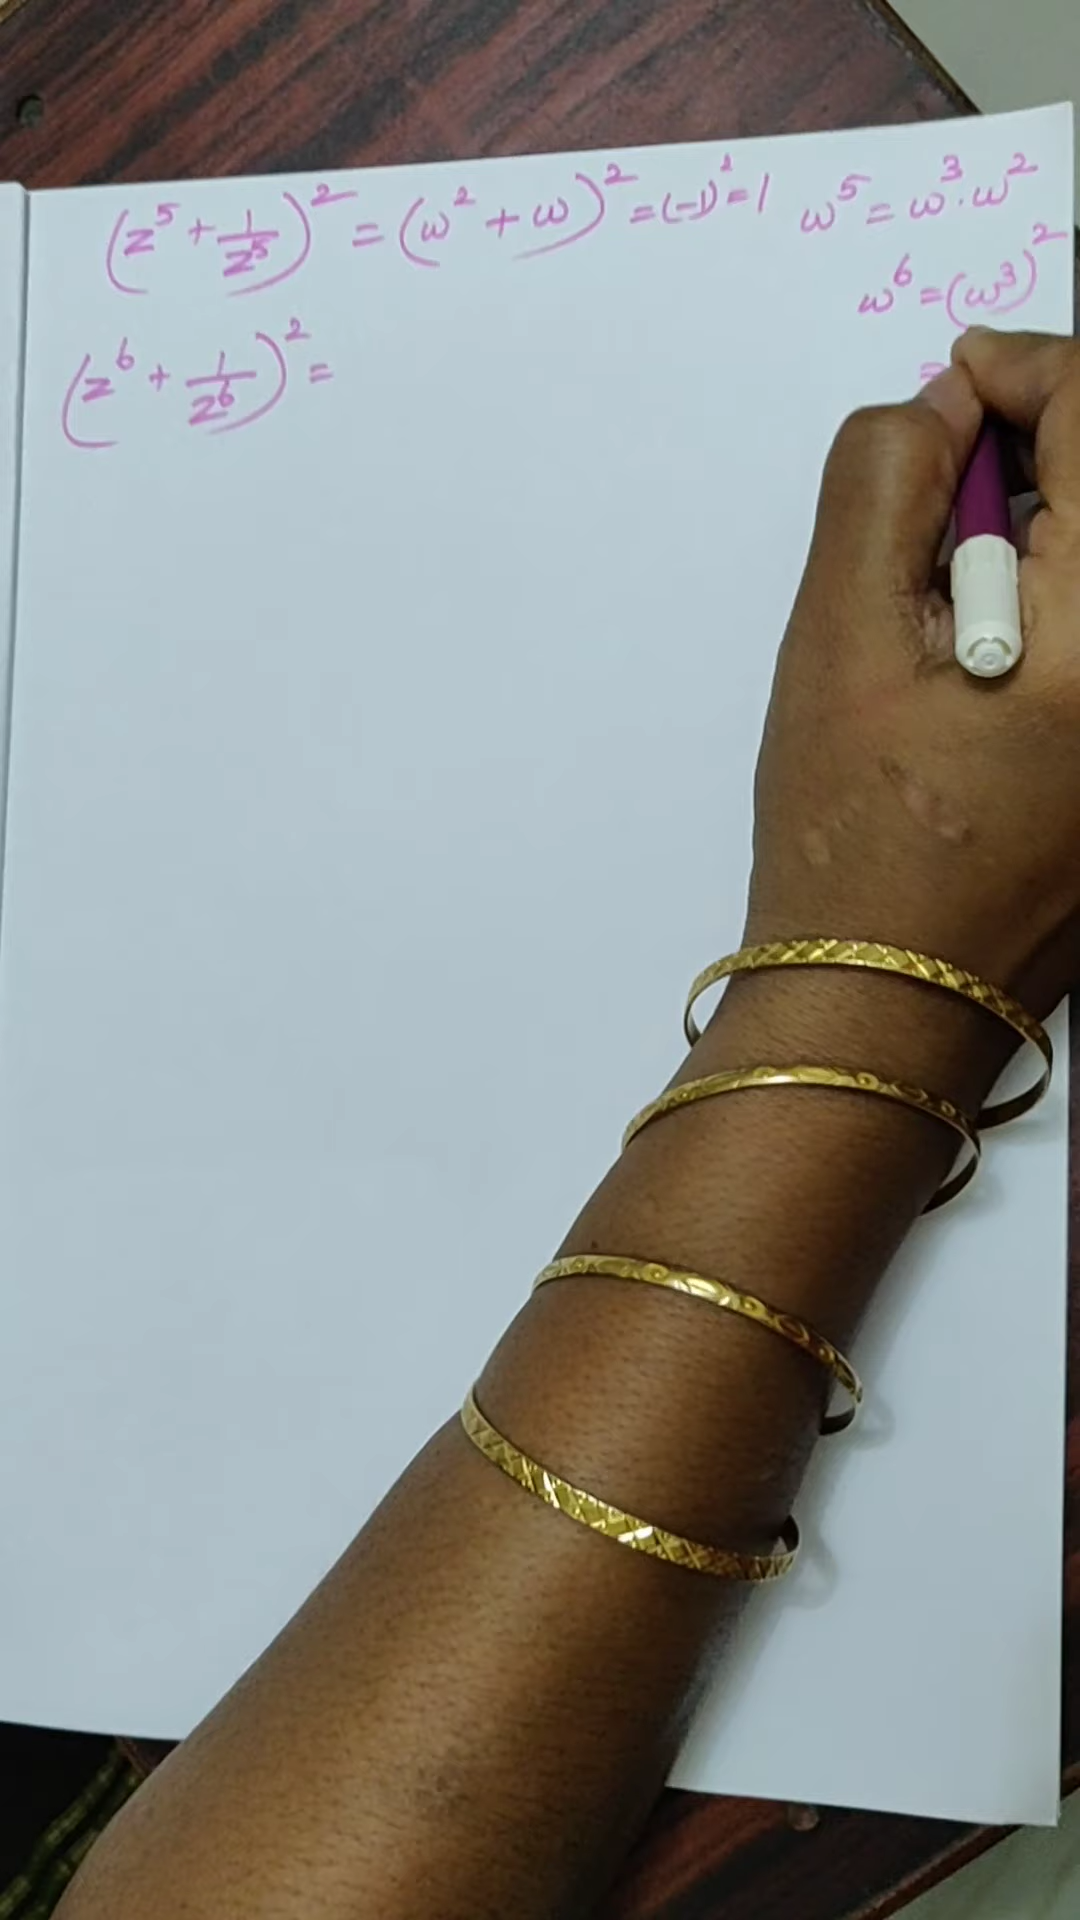 (z⁵ + 1/z⁵)² = (ω² + ω)² = (-1)² = 1
ω⁵ = ω³·ω²
ω⁶ = (ω³)²
=
(z⁶ + 1/z⁶)² =